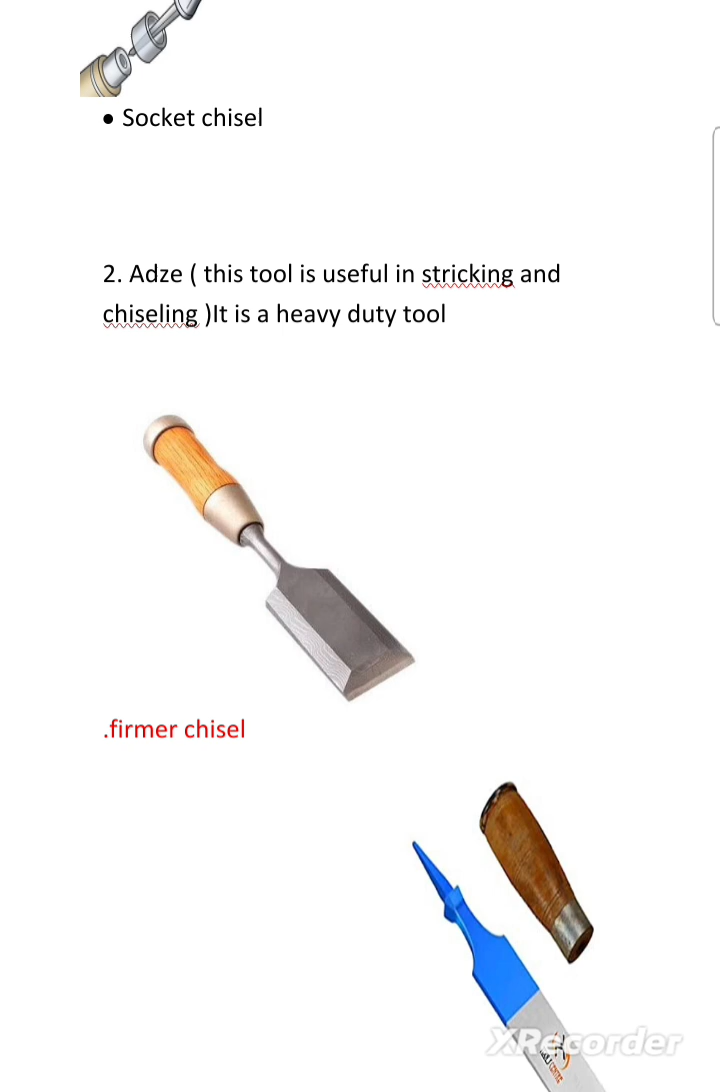 • Socket chisel
2. Adze ( this tool is useful in stricking and
chiseling )It is a heavy duty tool
.firmer chisel
XRecorder